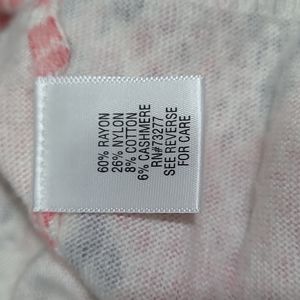 60% RAYON
26% NYLON
8% COTTON
6% CASHMERE
RN#73277
SEE REVERSE
FOR CARE